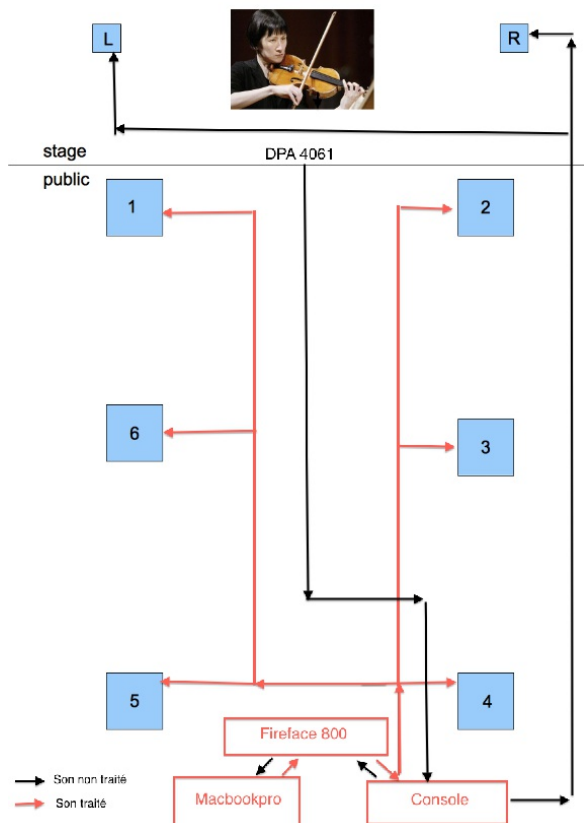 L
R
stage
DPA 4061
public
1
2
6
3
5
4
Fireface 800
Son non traité
Macbookpro
Console
Son traité